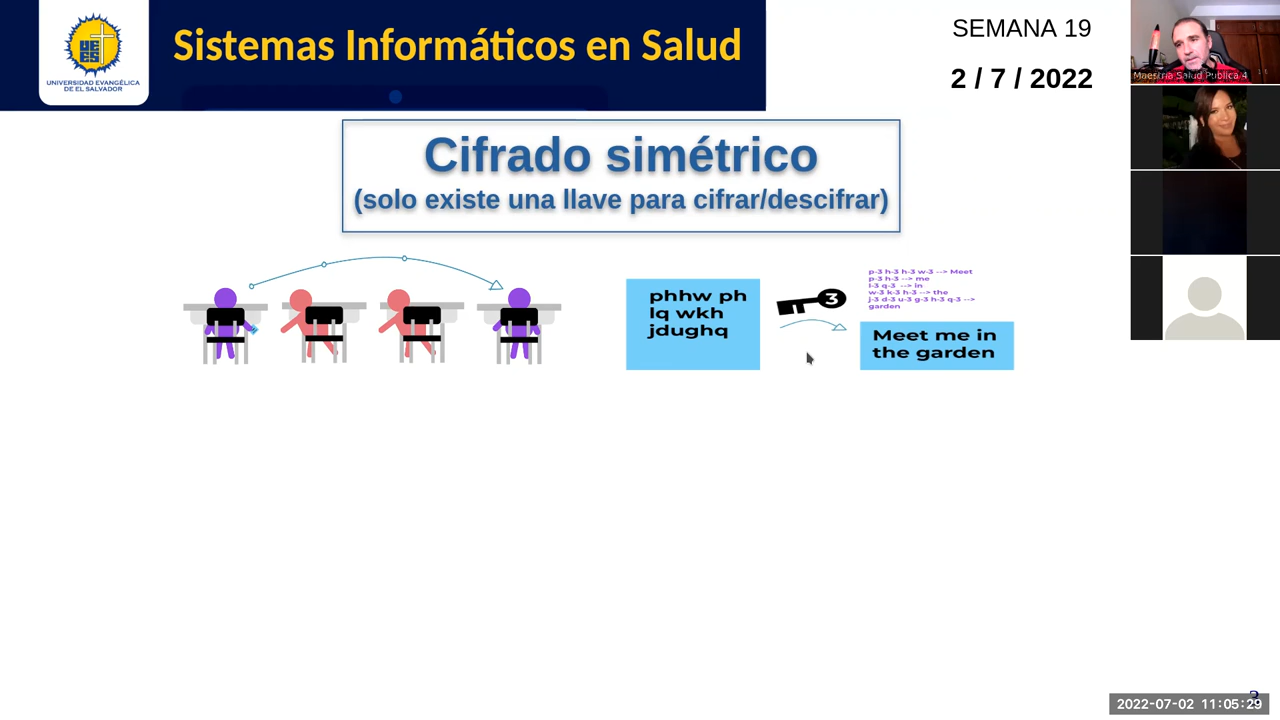 UEES
UNIVERSIDAD EVANGÉLICA
DE EL SALVADOR
Sistemas Informáticos en Salud
SEMANA 19
2 / 7 / 2022
Maestria Salud Publica 4
Cifrado simétrico
(solo existe una llave para cifrar/descifrar)
phhw ph
lq wkh
jdughq
3
p-3 h-3 h-3 w-3 --> Meet
p-3 h-3 --> me
l-3 q-3 --> in
w-3 k-3 h-3 --> the
j-3 d-3 u-3 g-3 h-3 q-3 -->
garden
Meet me in
the garden
3
2022-07-02 11:05:29